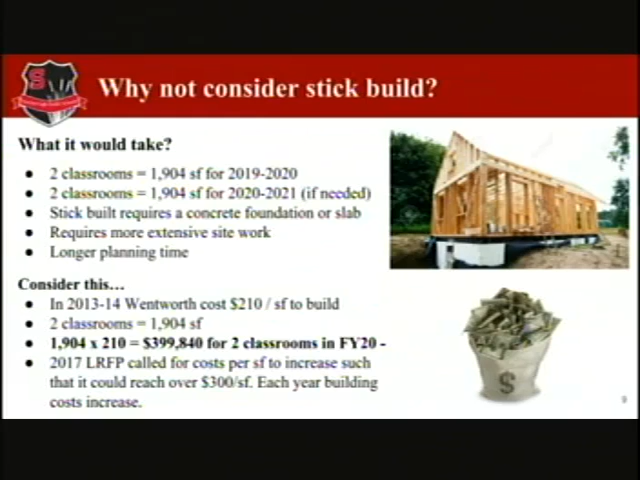 S
Why not consider stick build?
What it would take?
● 2 classrooms = 1,904 sf for 2019-2020
● 2 classrooms = 1,904 sf for 2020-2021 (if needed)
● Stick built requires a concrete foundation or slab
● Requires more extensive site work
● Longer planning time
Consider this…
● In 2013-14 Wentworth cost $210 / sf to build
● 2 classrooms = 1,904 sf
● 1,904 x 210 = $399,840 for 2 classrooms in FY20 -
● 2017 LRFP called for costs per sf to increase such
that it could reach over $300/sf. Each year building
costs increase.
$
9